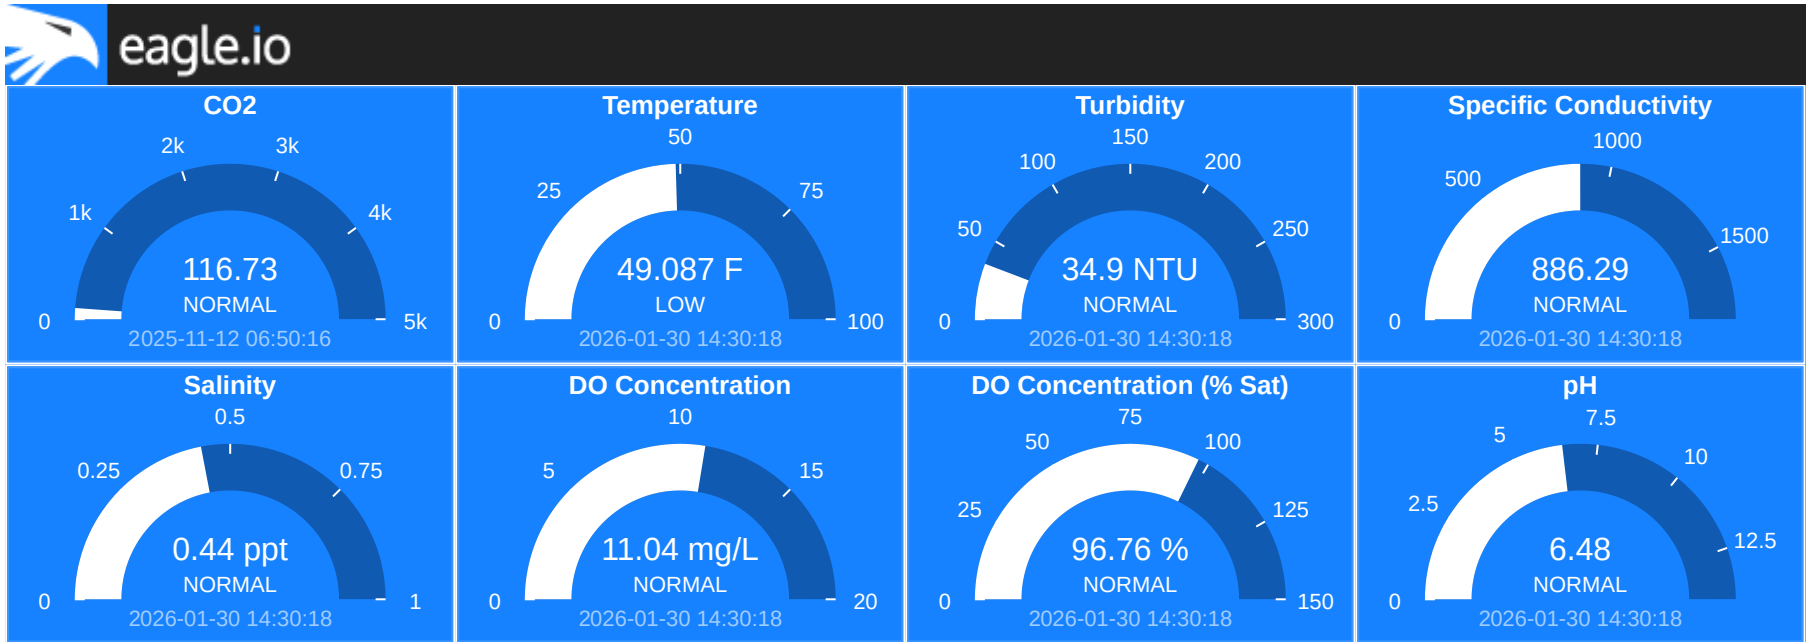 eagle.io
CO2
2k
3k
1k
4k
0
5k
116.73
NORMAL
2025-11-12 06:50:16
Temperature
50
25
75
0
100
49.087 F
LOW
2026-01-30 14:30:18
Turbidity
150
100
200
50
250
0
300
34.9 NTU
NORMAL
2026-01-30 14:30:18
Specific Conductivity
1000
500
1500
0
886.29
NORMAL
2026-01-30 14:30:18
Salinity
0.5
0.25
0.75
0
1
0.44 ppt
NORMAL
2026-01-30 14:30:18
DO Concentration
10
5
15
0
20
11.04 mg/L
NORMAL
2026-01-30 14:30:18
DO Concentration (% Sat)
75
50
100
25
125
0
150
96.76 %
NORMAL
2026-01-30 14:30:18
pH
7.5
5
10
2.5
12.5
0
6.48
NORMAL
2026-01-30 14:30:18